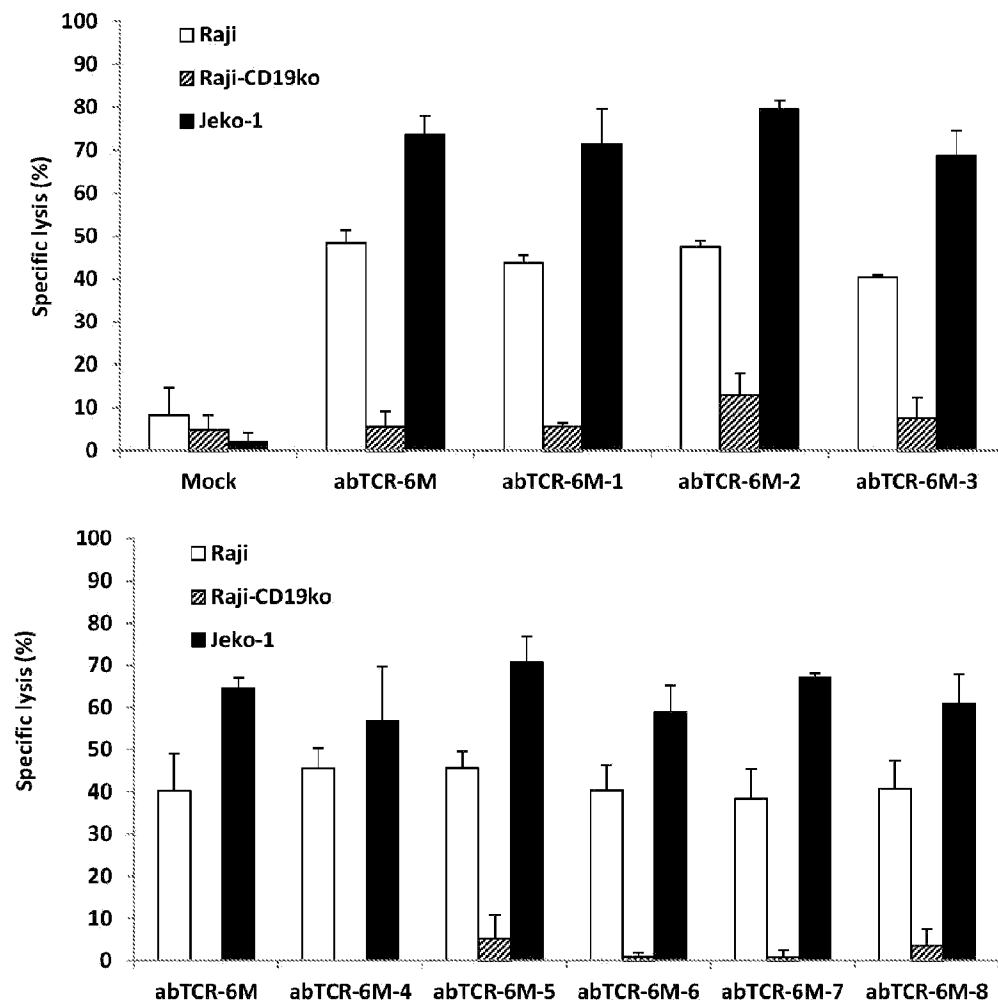 100
90
80
70
60
50
40
30
20
10
0
Specific lysis (%)
Raji
Raji-CD19ko
Jeko-1
Mock abTCR-6M abTCR-6M-1 abTCR-6M-2 abTCR-6M-3
100
90
80
70
60
50
40
30
20
10
0
Specific lysis (%)
Raji
Raji-CD19ko
Jeko-1
abTCR-6M abTCR-6M-4 abTCR-6M-5 abTCR-6M-6 abTCR-6M-7 abTCR-6M-8